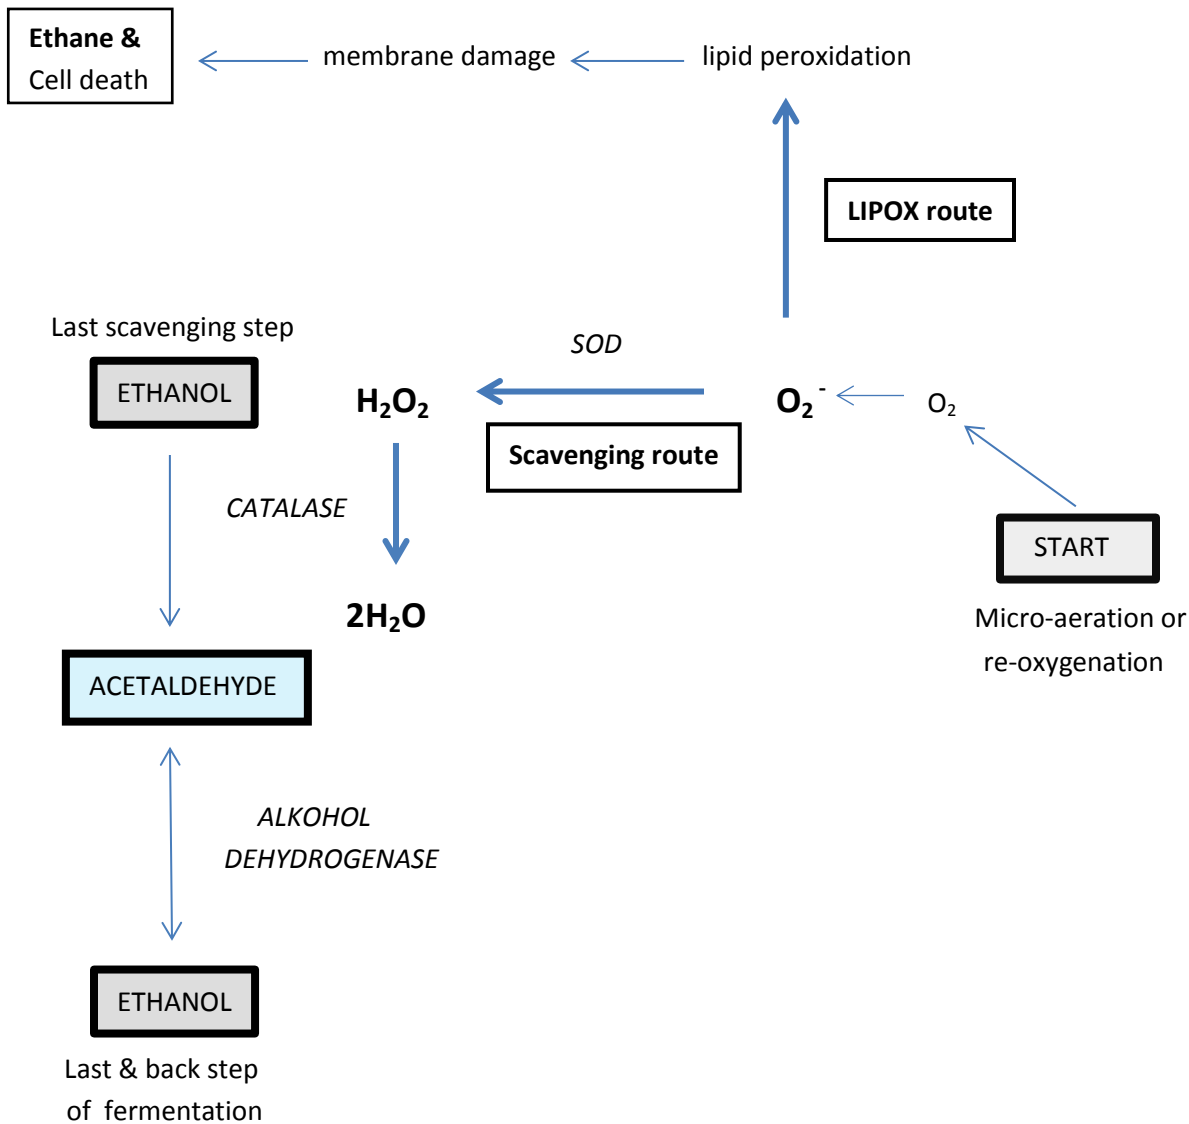 Ethane &
Cell death
membrane damage
lipid peroxidation
LIPOX route
Last scavenging step
ETHANOL
SOD
H₂O₂
O₂⁻
O₂
Scavenging route
CATALASE
START
2H₂O
Micro-aeration or
re-oxygenation
ACETALDEHYDE
ALKOHOL
DEHYDROGENASE
ETHANOL
Last & back step
of fermentation